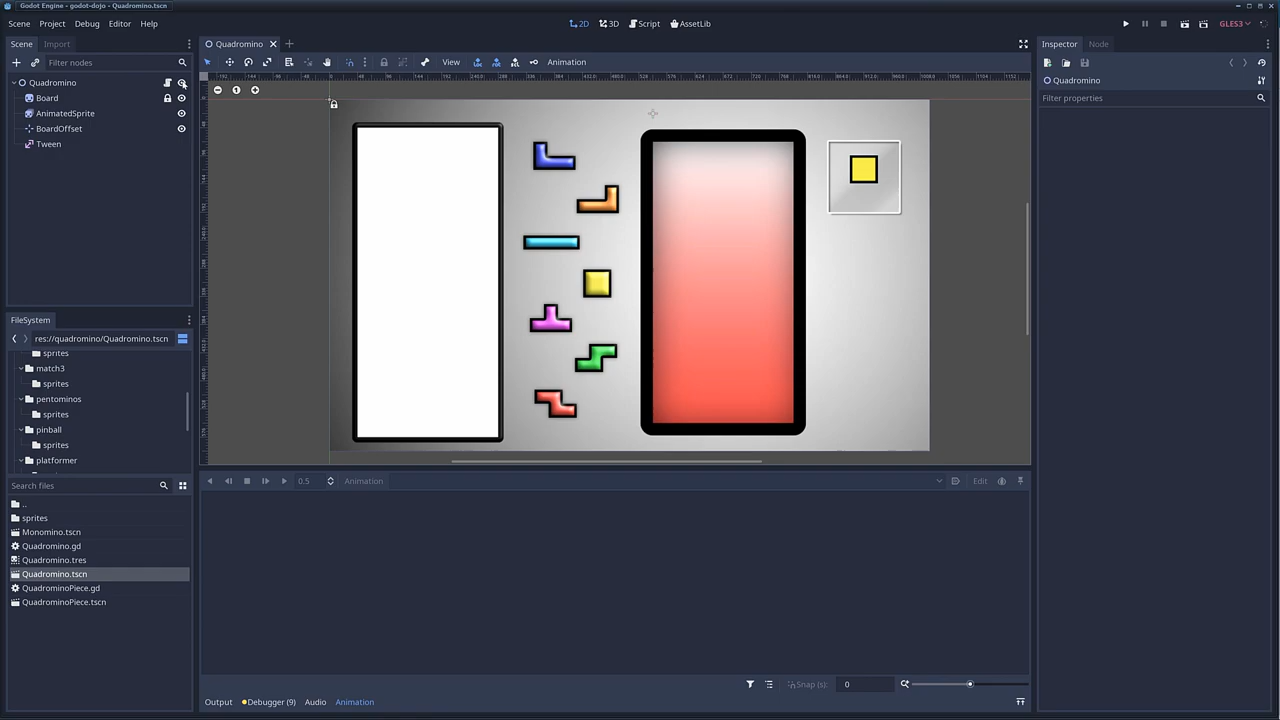 Godot Engine - godot-dojo - Quadromino.tscn
Scene Project Debug Editor Help
2D 3D Script AssetLib
GLES3
Scene Import
Quadromino
Inspector Node
Filter nodes
View
Animation
Quadromino
Quadromino
Board
Filter properties
AnimatedSprite
BoardOffset
Tween
FileSystem
res://quadromino/Quadromino.tscn
sprites
match3
sprites
pentominos
sprites
pinball
sprites
platformer
0.5
Animation
Edit
Search files
..
sprites
Monomino.tscn
Quadromino.gd
Quadromino.tres
Quadromino.tscn
QuadrominoPiece.gd
QuadrominoPiece.tscn
Snap (s): 0
Output Debugger (9) Audio Animation